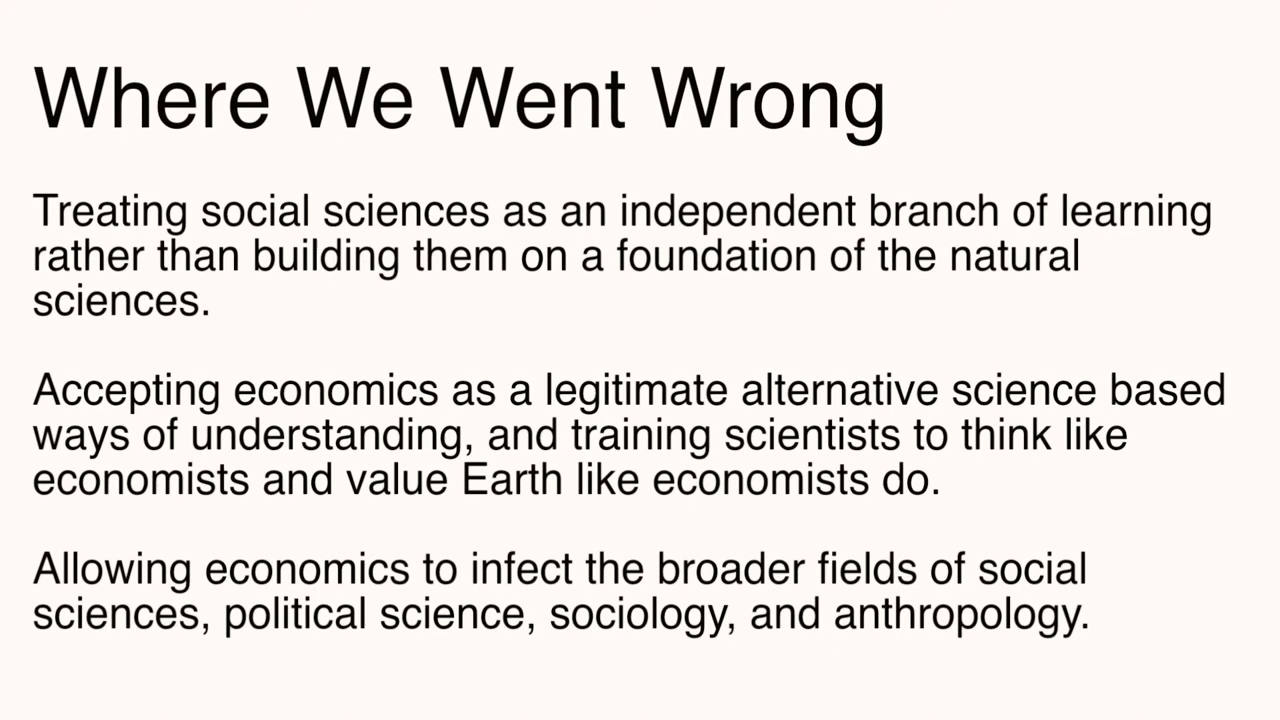 Where We Went Wrong
Treating social sciences as an independent branch of learning
rather than building them on a foundation of the natural
sciences.
Accepting economics as a legitimate alternative science based
ways of understanding, and training scientists to think like
economists and value Earth like economists do.
Allowing economics to infect the broader fields of social
sciences, political science, sociology, and anthropology.